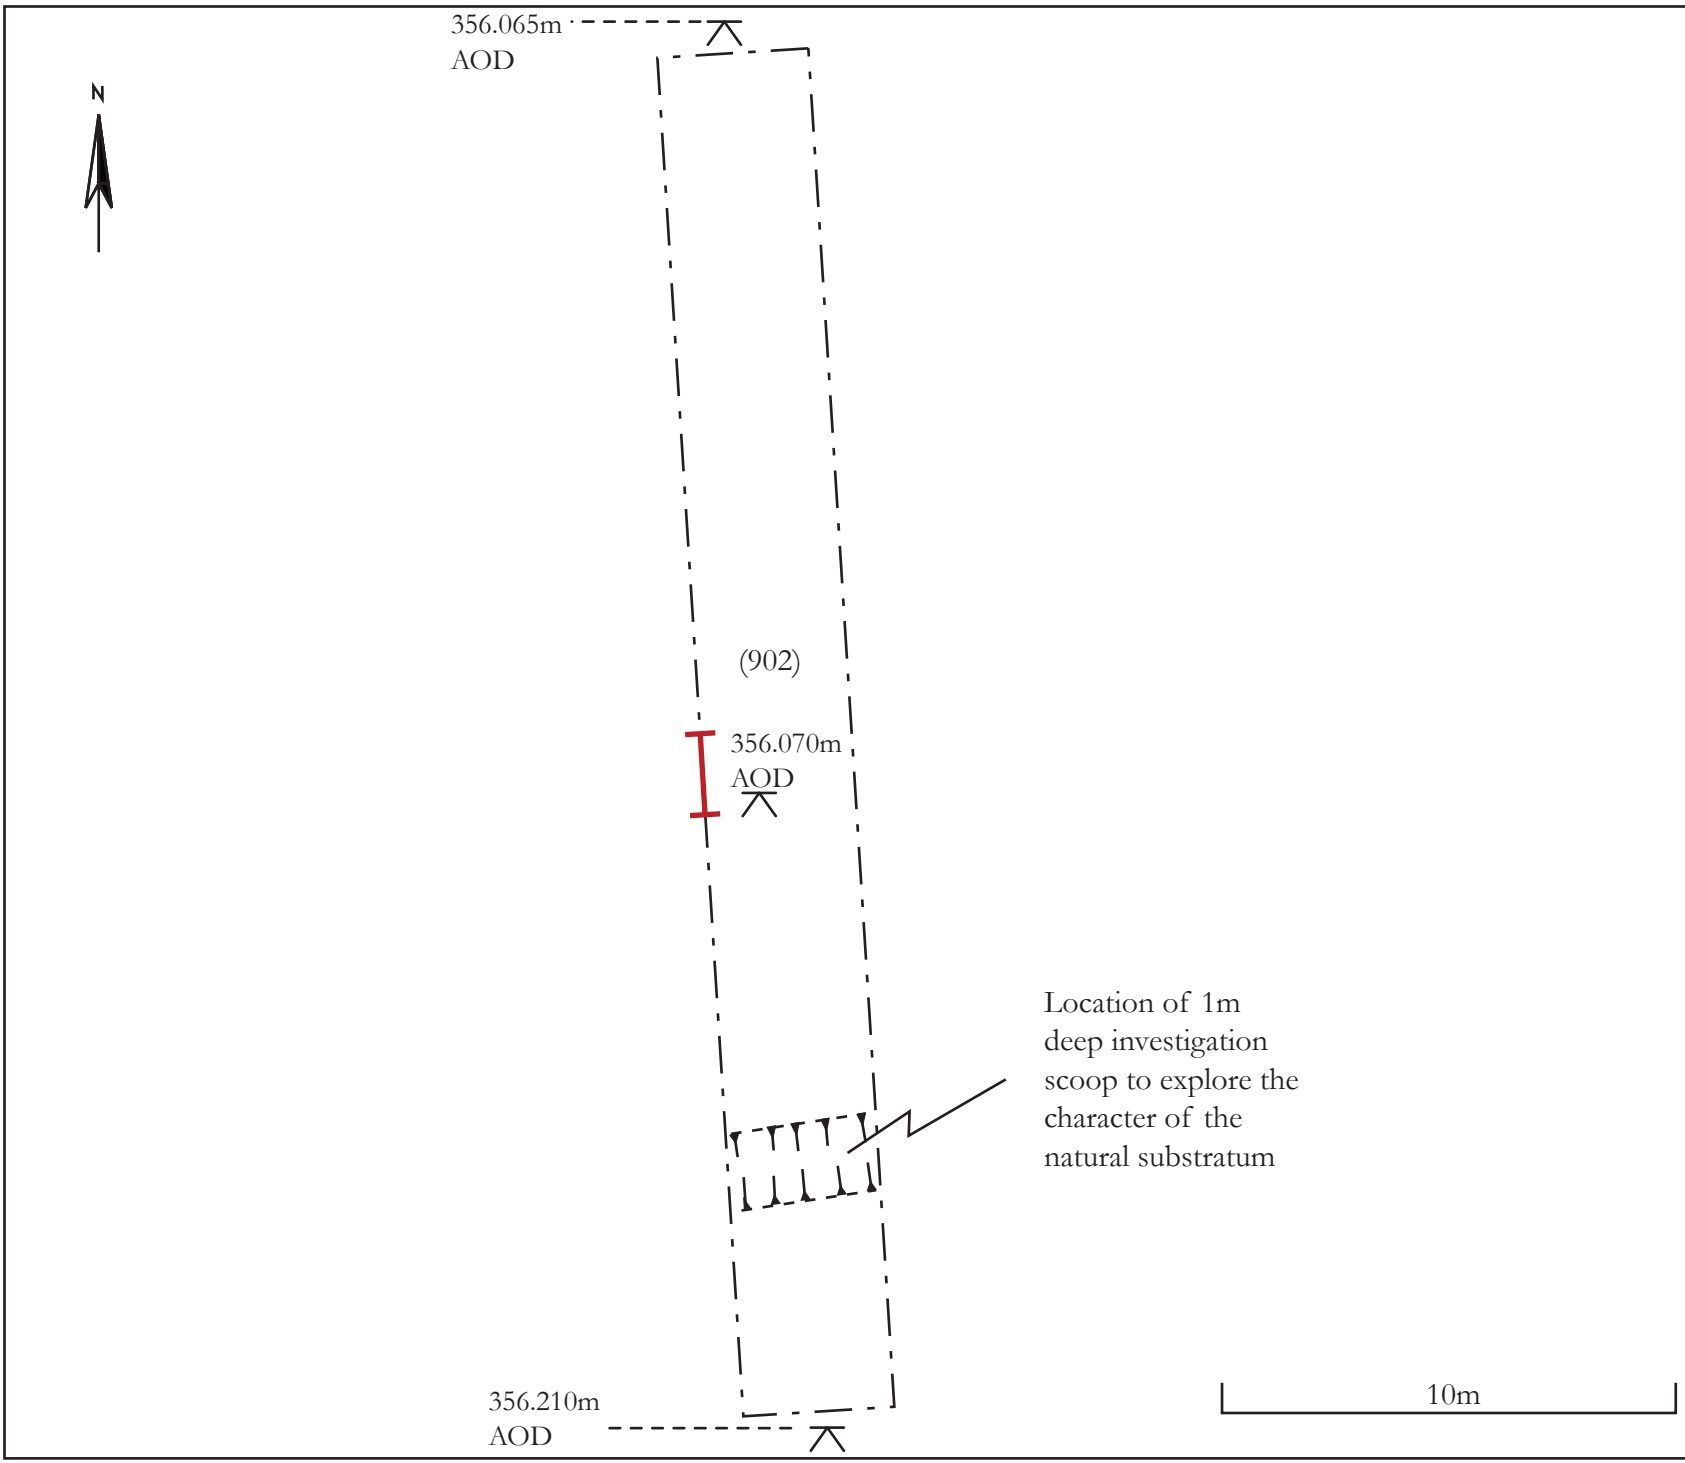 356.065m
AOD
N
(902)
356.070m
AOD
Location of 1m
deep investigation
scoop to explore the
character of the
natural substratum
356.210m
AOD
10m